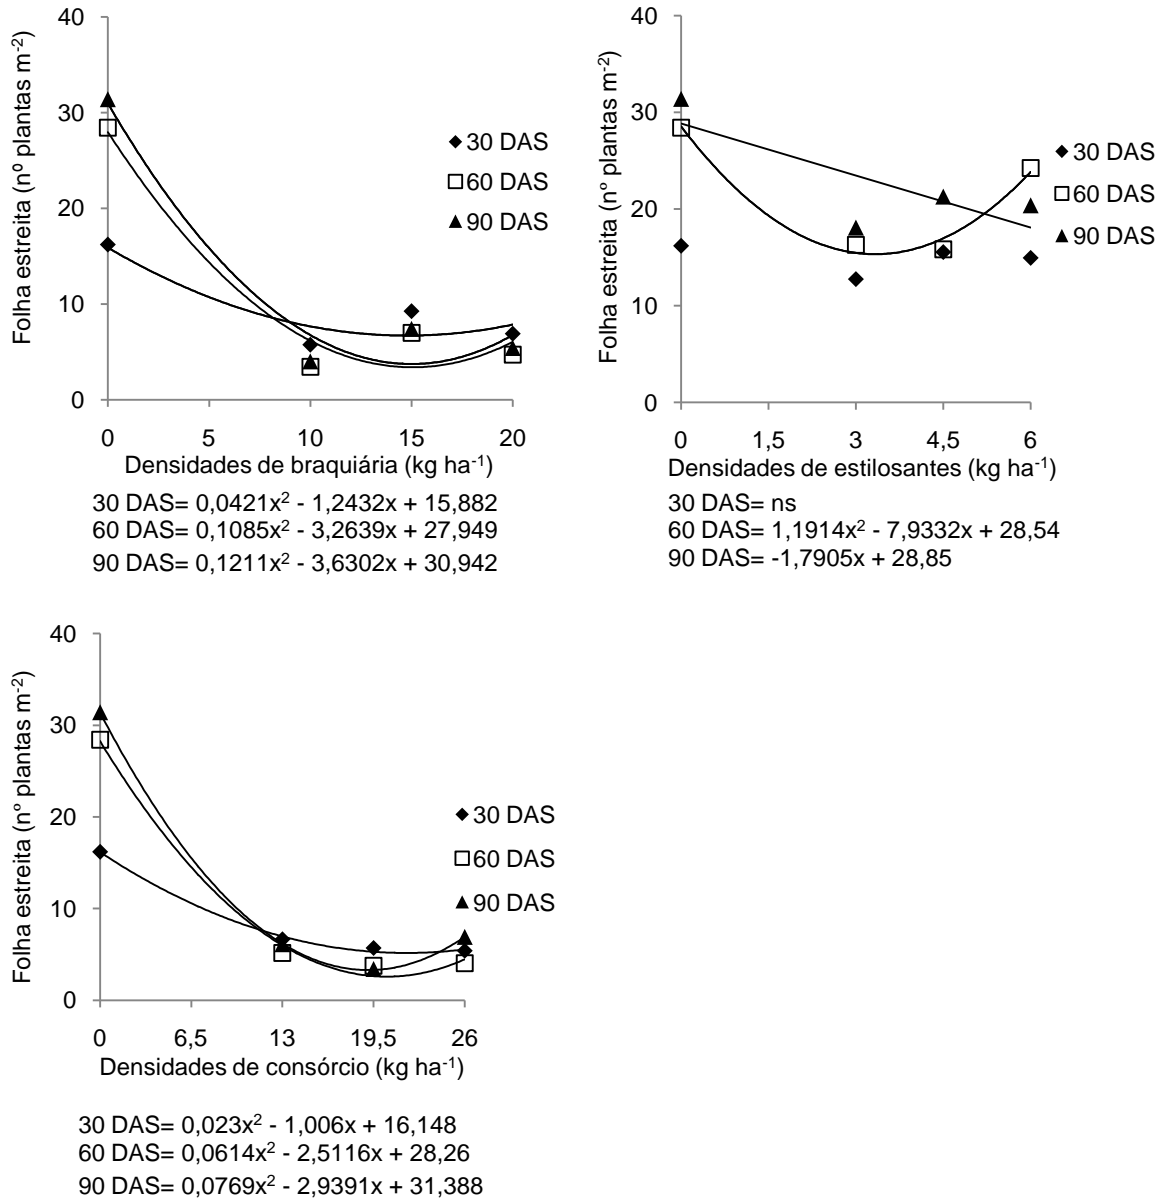 Folha estreita (nº plantas m-2)
40
30
20
10
0
0 5 10 15 20
30 DAS
60 DAS
90 DAS
Densidades de braquiária (kg ha-1)
30 DAS= 0,0421x2 - 1,2432x + 15,882
60 DAS= 0,1085x2 - 3,2639x + 27,949
90 DAS= 0,1211x2 - 3,6302x + 30,942
Folha estreita (nº plantas m-2)
40
30
20
10
0
0 1,5 3 4,5 6
30 DAS
60 DAS
90 DAS
Densidades de estilosantes (kg ha-1)
30 DAS= ns
60 DAS= 1,1914x2 - 7,9332x + 28,54
90 DAS= -1,7905x + 28,85
Folha estreita (nº plantas m-2)
40
30
20
10
0
0 6,5 13 19,5 26
30 DAS
60 DAS
90 DAS
Densidades de consórcio (kg ha-1)
30 DAS= 0,023x2 - 1,006x + 16,148
60 DAS= 0,0614x2 - 2,5116x + 28,26
90 DAS= 0,0769x2 - 2,9391x + 31,388